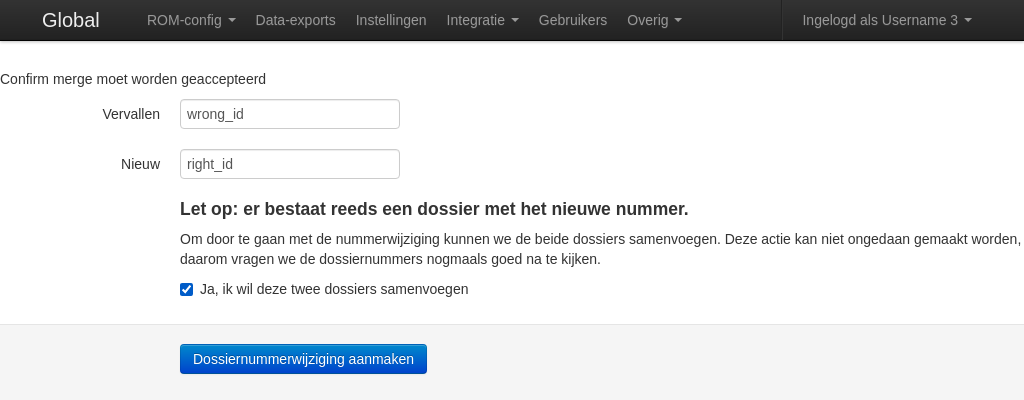 Global ROM-config Data-exports Instellingen Integratie Gebruikers Overig Ingelogd als Username 3
Confirm merge moet worden geaccepteerd
Vervallen wrong_id
Nieuw right_id
Let op: er bestaat reeds een dossier met het nieuwe nummer.
Om door te gaan met de nummerwijziging kunnen we de beide dossiers samenvoegen. Deze actie kan niet ongedaan gemaakt worden,
daarom vragen we de dossiernummers nogmaals goed na te kijken.
Ja, ik wil deze twee dossiers samenvoegen
Dossiernummerwijziging aanmaken